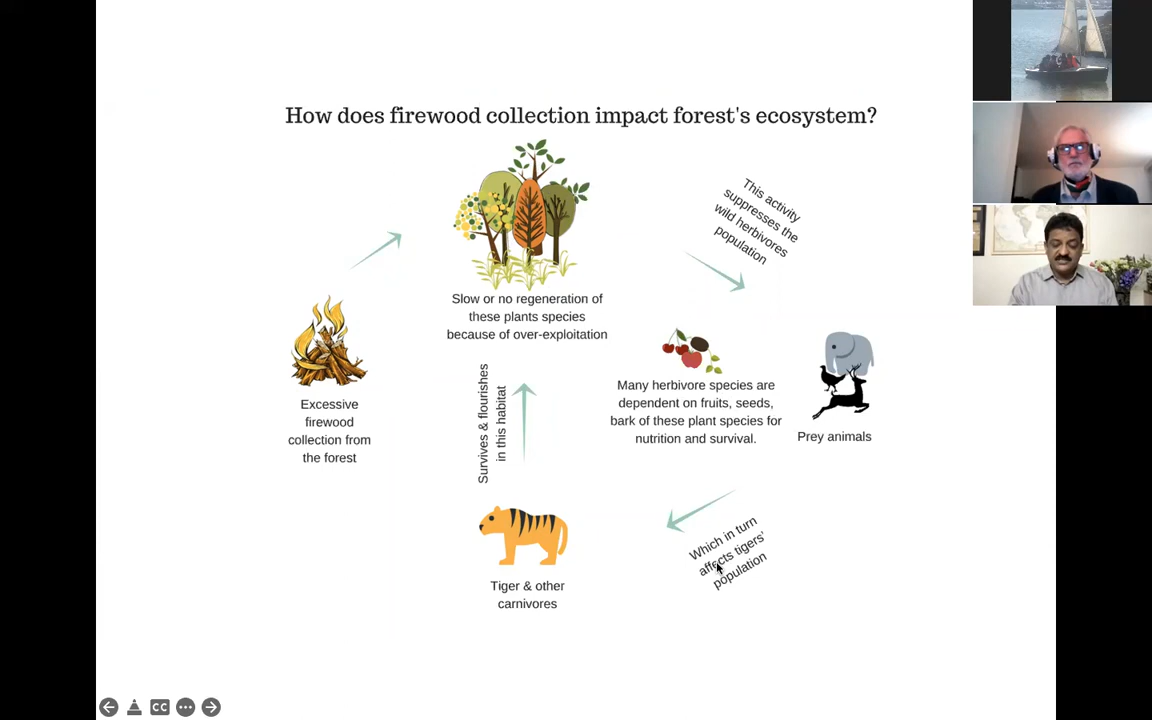 How does firewood collection impact forest's ecosystem?
This activity
suppresses the
wild herbivores
population
Slow or no regeneration of
these plants species
because of over-exploitation
Excessive
firewood
collection from
the forest
Survives & flourishes
in this habitat
Many herbivore species are
dependent on fruits, seeds,
bark of these plant species for
nutrition and survival.
Prey animals
Which in turn
affects tigers'
population
Tiger & other
carnivores
CC